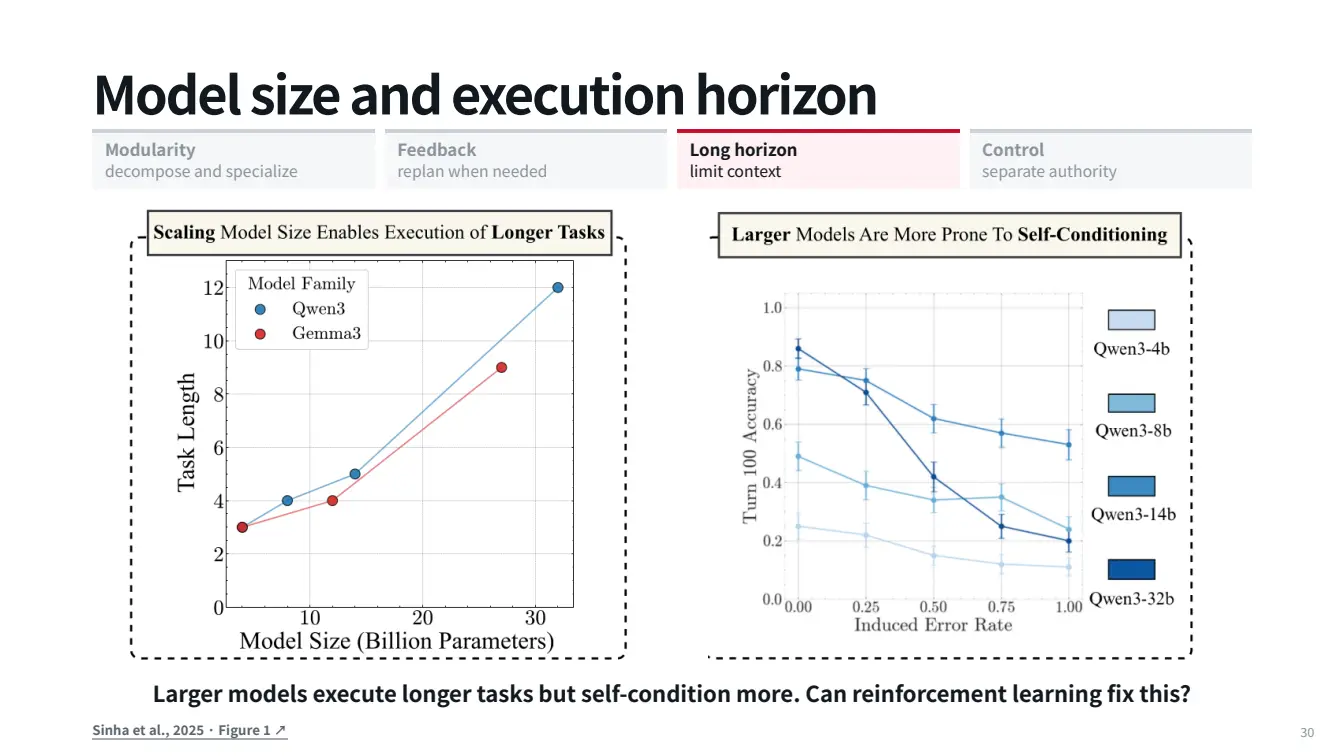 Model size and execution horizon
Modularity
decompose and specialize
Feedback
replan when needed
Long horizon
limit context
Control
separate authority
Scaling Model Size Enables Execution of Longer Tasks
Model Family
Qwen3
Gemma3
Task Length
12
10
8
6
4
2
0
10 20 30
Model Size (Billion Parameters)
Larger Models Are More Prone To Self-Conditioning
Turn 100 Accuracy
1.0
0.8
0.6
0.4
0.2
0.0
0.00 0.25 0.50 0.75 1.00
Induced Error Rate
Qwen3-4b
Qwen3-8b
Qwen3-14b
Qwen3-32b
Larger models execute longer tasks but self-condition more. Can reinforcement learning fix this?
Sinha et al., 2025 · Figure 1 ↗
30